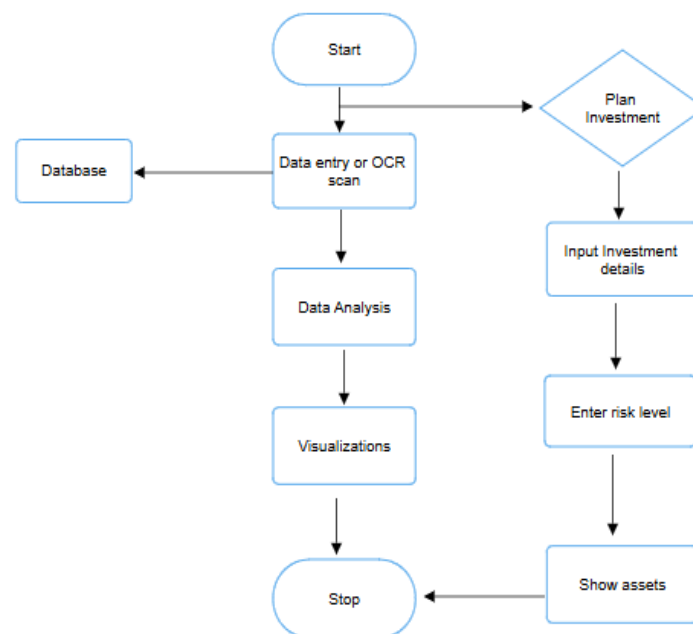 Start
Plan
Investment
Database
Data entry or OCR
scan
Input Investment
details
Data Analysis
Enter risk level
Visualizations
Show assets
Stop